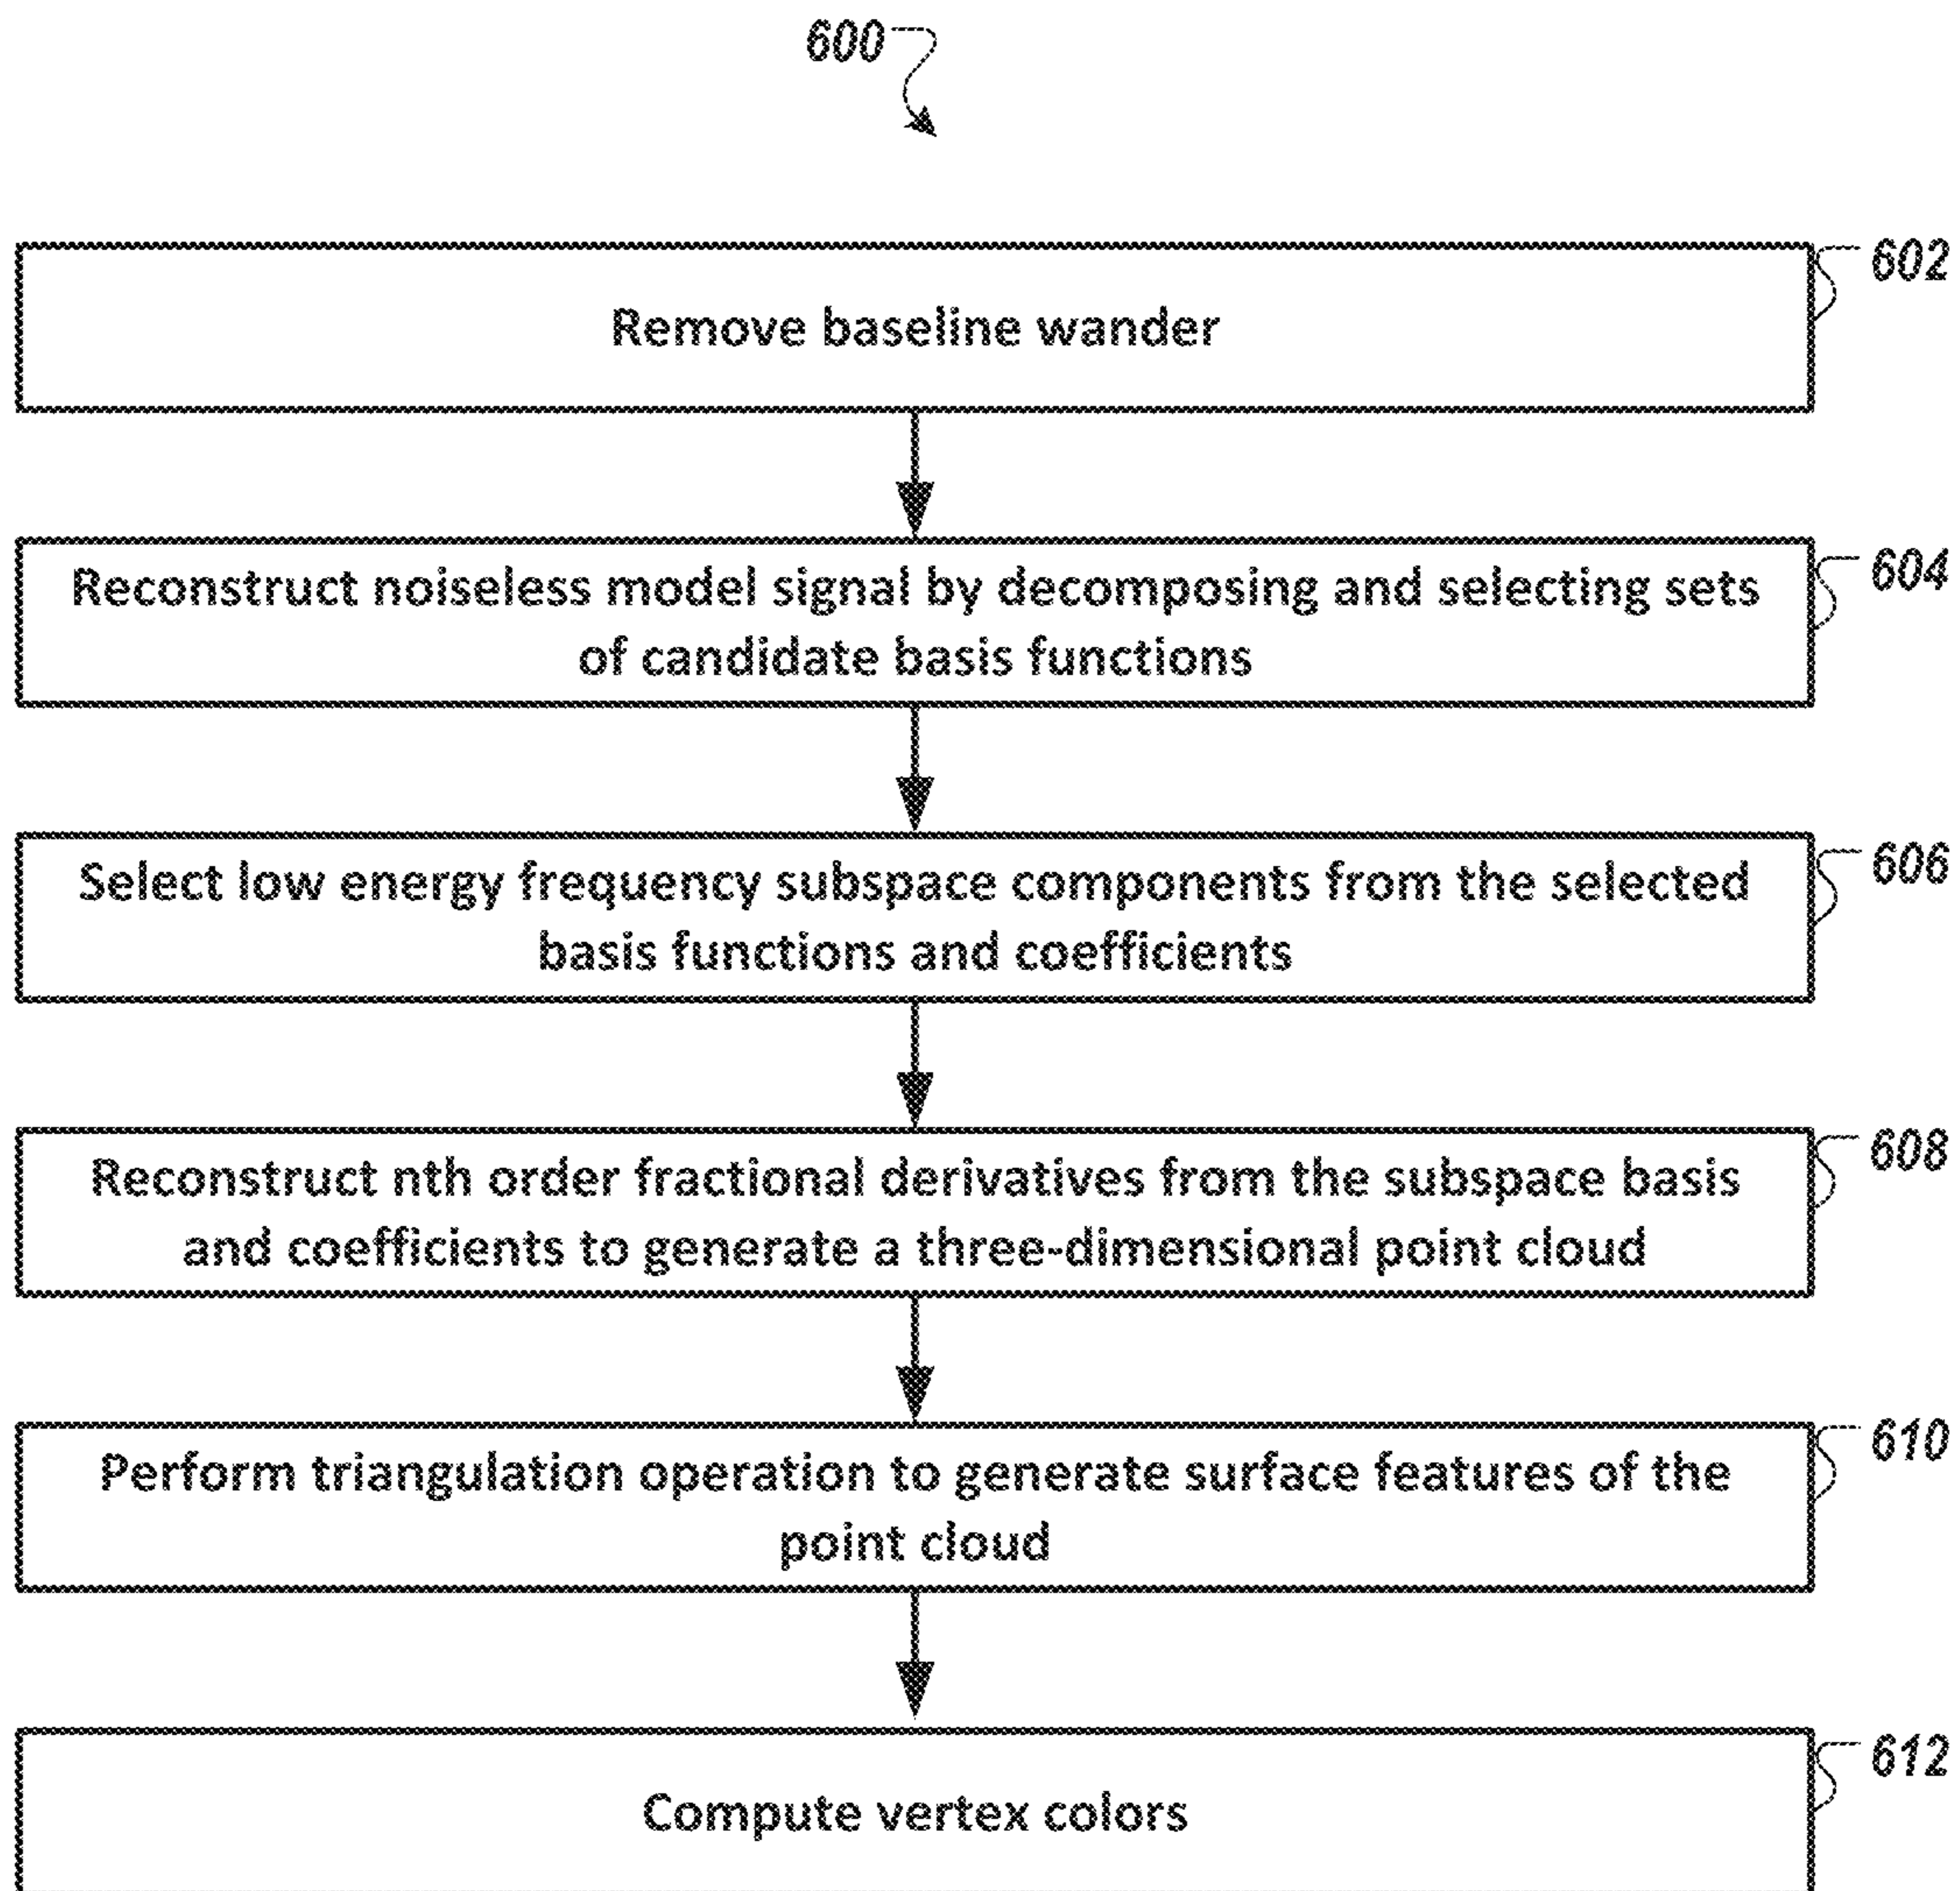 600
602
Remove baseline wander
604
Reconstruct noiseless model signal by decomposing and selecting sets
of candidate basis functions
606
Select low energy frequency subspace components from the selected
basis functions and coefficients
608
Reconstruct nth order fractional derivatives from the subspace basis
and coefficients to generate a three-dimensional point cloud
610
Perform triangulation operation to generate surface features of the
point cloud
612
Compute vertex colors